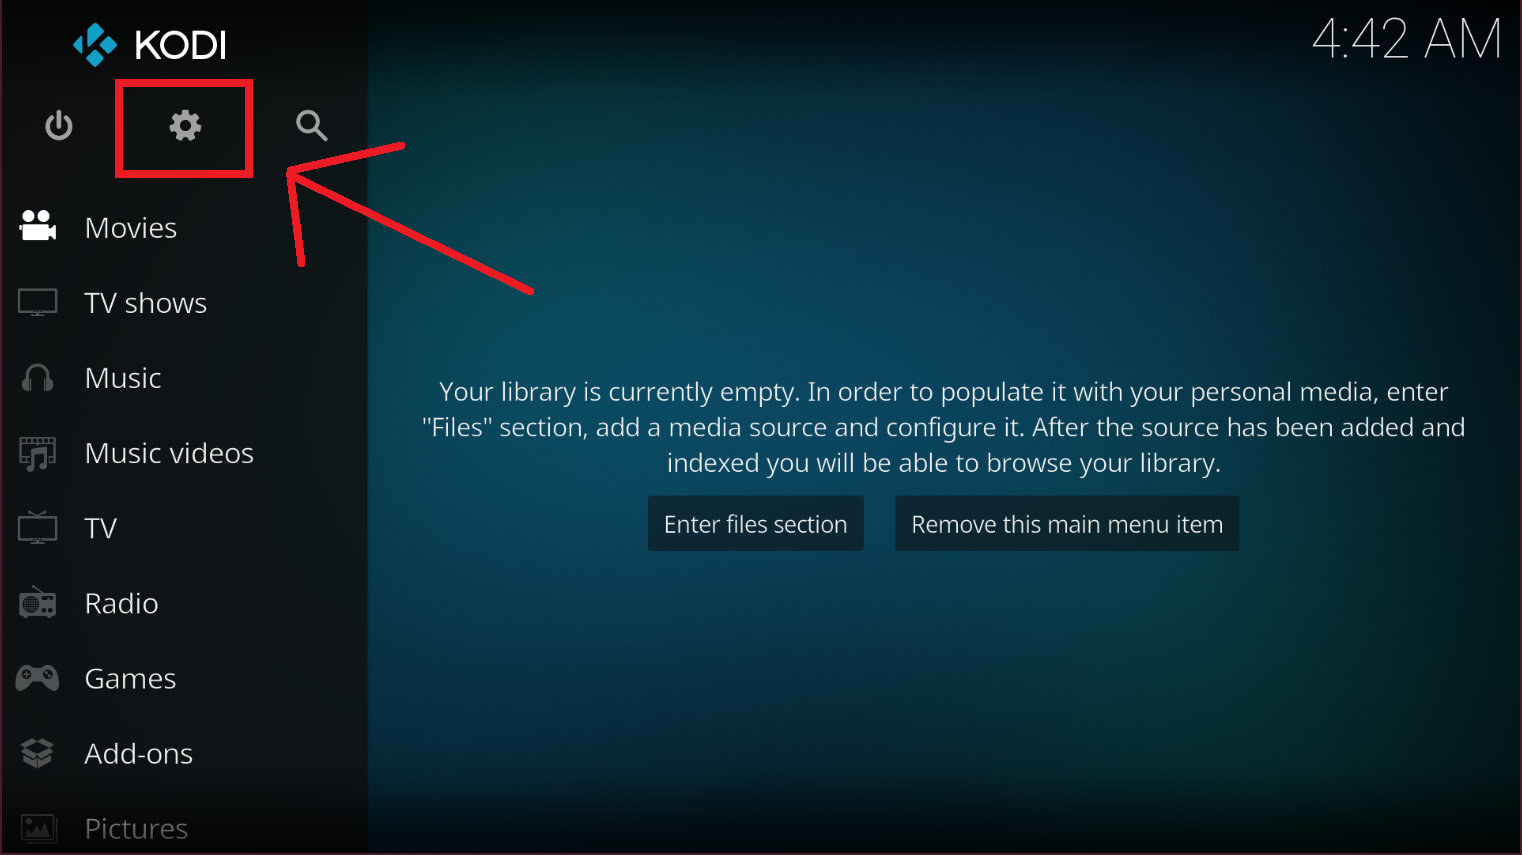 KODI
4:42 AM
Movies
TV shows
Music
Music videos
TV
Radio
Games
Add-ons
Pictures
Your library is currently empty. In order to populate it with your personal media, enter
"Files" section, add a media source and configure it. After the source has been added and
indexed you will be able to browse your library.
Enter files section
Remove this main menu item